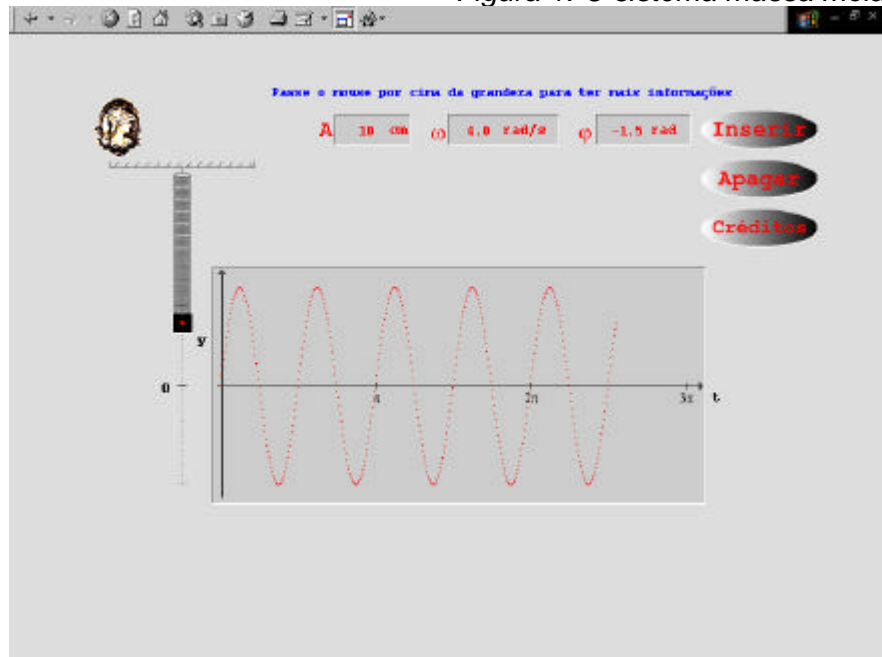 Figura 4: O sistema massa mola
Passe o mouse por cima da grandeza para ter mais informações
A 10 cm ω 4.0 rad/s φ -1.5 rad
Inserir
Apagar
Créditos
y
0
π 2π 3π t